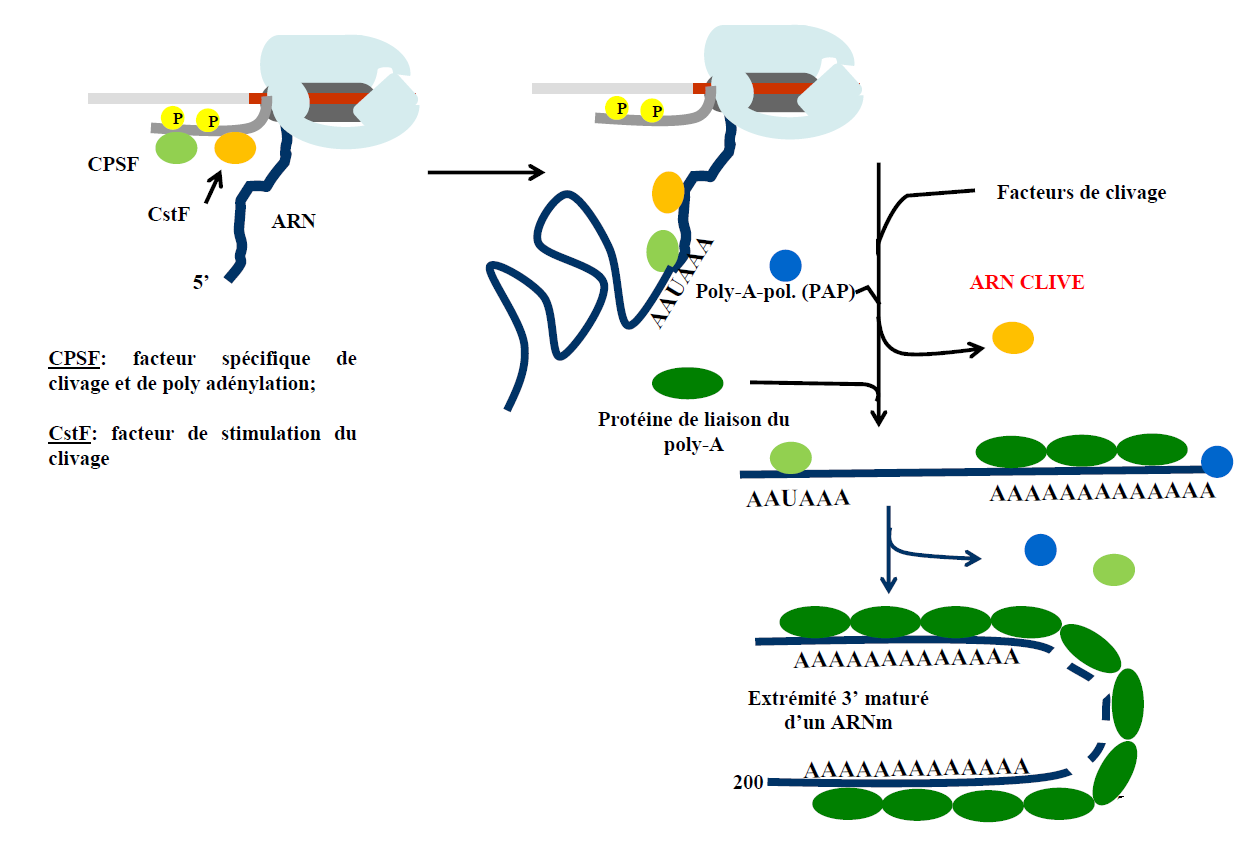 P
P
CPSF
CstF
ARN
5’
P
P
AAUAAA
Facteurs de clivage
Poly-A-pol. (PAP)
ARN CLIVE
CPSF: facteur spécifique de
clivage et de poly adénylation;
CstF: facteur de stimulation du
clivage
Protéine de liaison du
poly-A
AAUAAA
AAAAAAAAAAAAA
AAAAAAAAAAAAA
Extrémité 3’ maturé
d’un ARNm
AAAAAAAAAAAAA
200